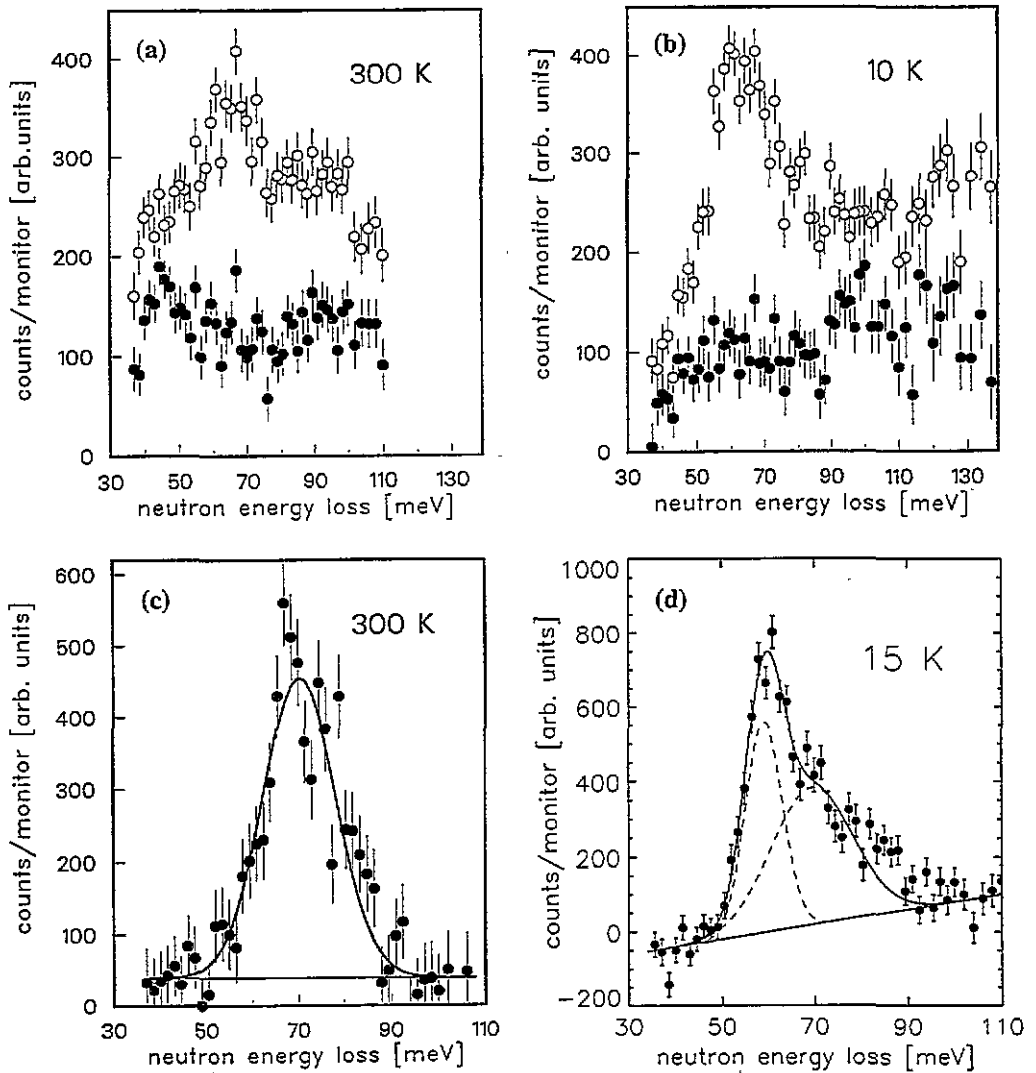 (a)
300 K
counts/monitor [arb.units]
400
300
200
100
0
30 50 70 90 110 130
neutron energy loss [meV]
(b)
10 K
counts/monitor [arb. units]
400
300
200
100
0
30 50 70 90 110 130
neutron energy loss [meV]
(c)
300 K
counts/monitor [arb. units]
600
500
400
300
200
100
0
30 50 70 90 110
neutron energy loss [meV]
(d)
15 K
counts/monitor [arb. units]
1000
800
600
400
200
0
-200
30 50 70 90 110
neutron energy loss [meV]